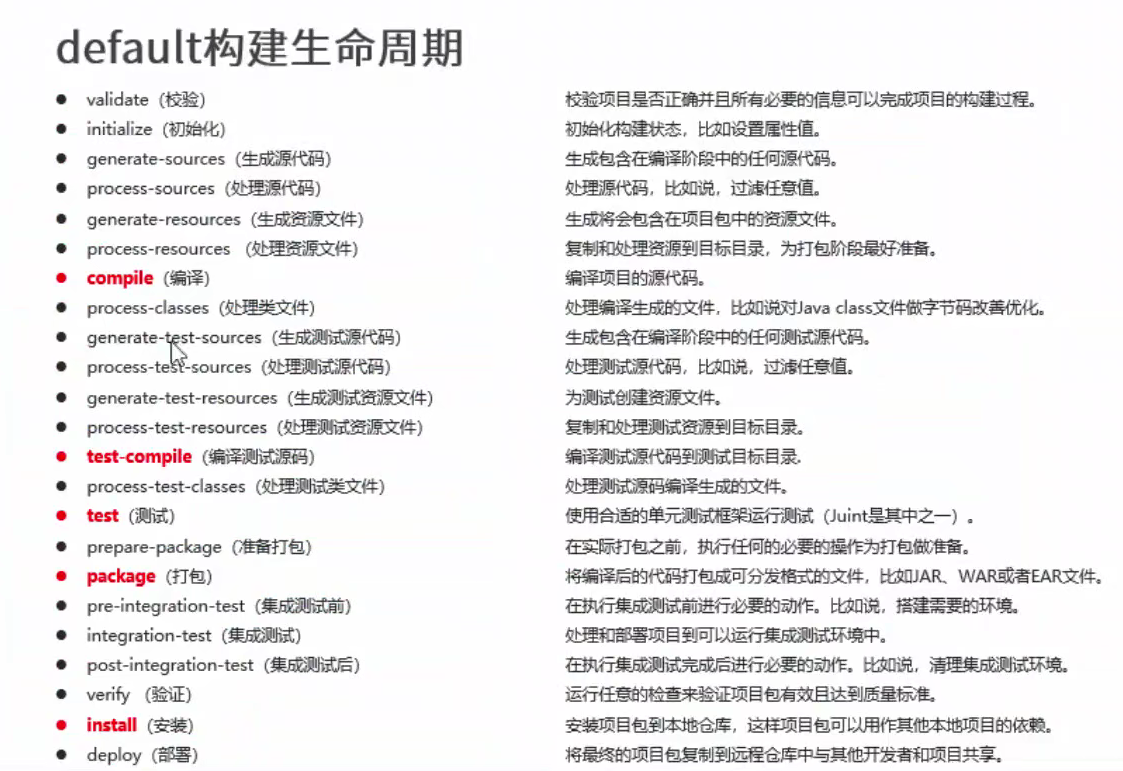 default构建生命周期
validate（校验） 校验项目是否正确并且所有必要的信息可以完成项目的构建过程。
initialize（初始化） 初始化构建状态，比如设置属性值。
generate-sources（生成源代码） 生成包含在编译阶段中的任何源代码。
process-sources（处理源代码） 处理源代码，比如说，过滤任意值。
generate-resources（生成资源文件） 生成将会包含在项目包中的资源文件。
process-resources （处理资源文件） 复制和处理资源到目标目录，为打包阶段最好准备。
compile（编译） 编译项目的源代码。
process-classes（处理类文件） 处理编译生成的文件，比如说对Java class文件做字节码改善优化。
generate-test-sources（生成测试源代码） 生成包含在编译阶段中的任何测试源代码。
process-test-sources（处理测试源代码） 处理测试源代码，比如说，过滤任意值。
generate-test-resources（生成测试资源文件） 为测试创建资源文件。
process-test-resources（处理测试资源文件） 复制和处理测试资源到目标目录。
test-compile（编译测试源码） 编译测试源代码到测试目标目录.
process-test-classes（处理测试类文件） 处理测试源码编译生成的文件。
test（测试） 使用合适的单元测试框架运行测试（Juint是其中之一）。
prepare-package（准备打包） 在实际打包之前，执行任何的必要的操作为打包做准备。
package（打包） 将编译后的代码打包成可分发格式的文件，比如JAR、WAR或者EAR文件。
pre-integration-test（集成测试前） 在执行集成测试前进行必要的动作。比如说，搭建需要的环境。
integration-test（集成测试） 处理和部署项目到可以运行集成测试环境中。
post-integration-test（集成测试后） 在执行集成测试完成后进行必要的动作。比如说，清理集成测试环境。
verify （验证） 运行任意的检查来验证项目包有效且达到质量标准。
install（安装） 安装项目包到本地仓库，这样项目包可以用作其他本地项目的依赖。
deploy（部署） 将最终的项目包复制到远程仓库中与其他开发者和项目共享。